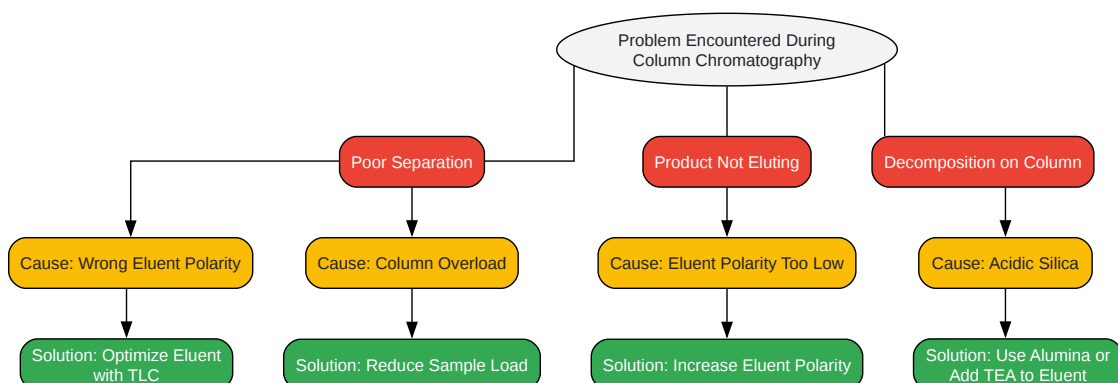 Problem Encountered During
Column Chromatography
Poor Separation
Product Not Eluting
Decomposition on Column
Cause: Wrong Eluent Polarity
Cause: Column Overload
Cause: Eluent Polarity Too Low
Cause: Acidic Silica
Solution: Optimize Eluent
with TLC
Solution: Reduce Sample Load
Solution: Increase Eluent Polarity
Solution: Use Alumina or
Add TEA to Eluent